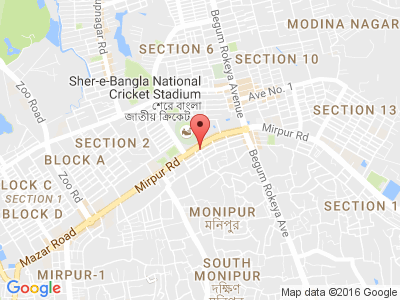 MODINA NAGAR
upnagar Rd
SECTION 6
SECTION 10
Begum Rokeya Avenue
Zoo Road
Sher-e-Bangla National
Cricket Stadium
শেরে বাংলা
জাতীয় ক্রিকেট
Ave No. 1
SECTION 13
Mirpur Rd
SECTION 2
BLOCK A
Zoo Rd
Mirpur Rd
BLOCK C
SECTION 1
BLOCK D
Begum Rokeya Ave
SECTION 1
MONIPUR
মনিপুর
Mazar Road
MIRPUR-1
SOUTH
MONIPUR
দক্ষিণ
মনিপুর
Map data ©2016 Google